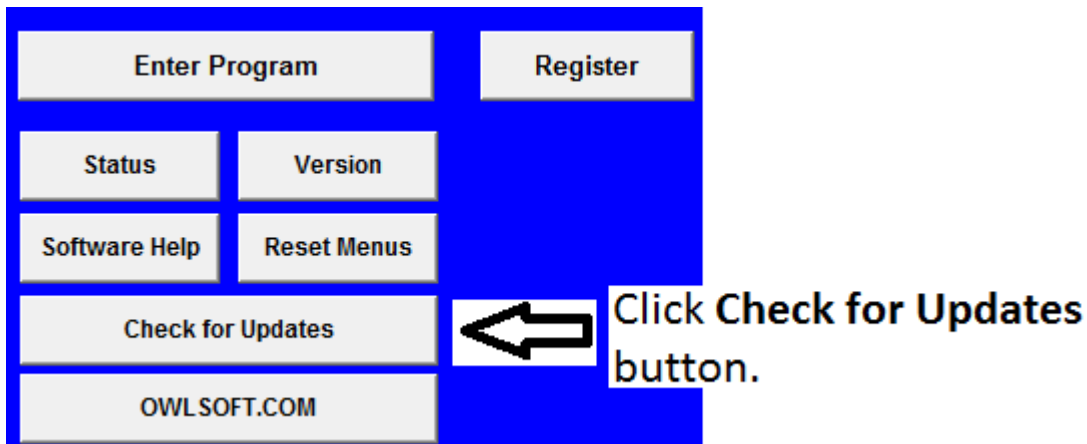 Enter Program
Register
Status
Version
Software Help
Reset Menus
Check for Updates
OWLSOFT.COM
Click Check for Updates
button.